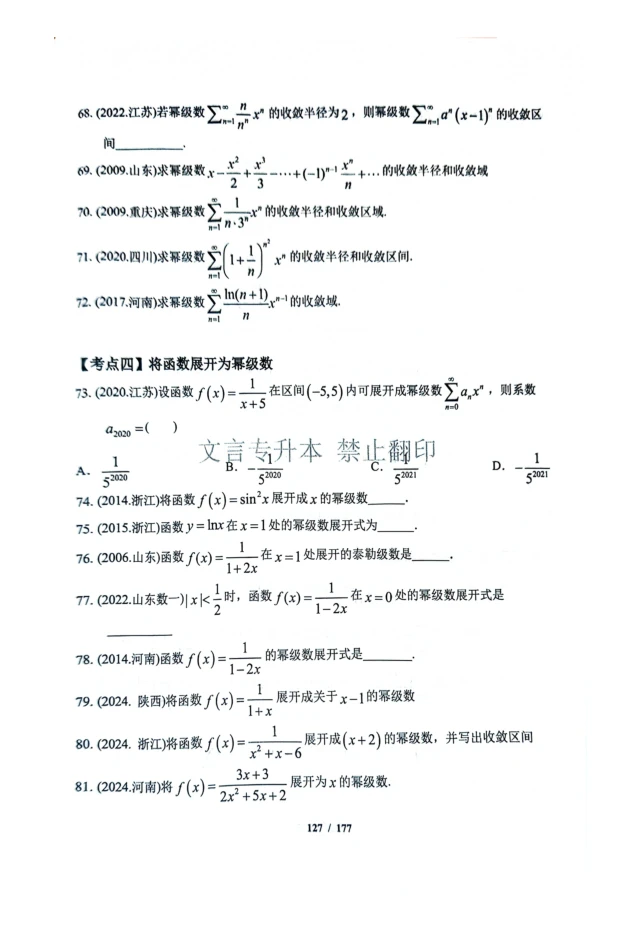 68. (2022.江苏)若幂级数 $\sum_{n=1}^{\infty}\frac{n}{n^n}x^n$ 的收敛半径为2，则幂级数 $\sum_{n=1}^{\infty}a^n(x-1)^n$ 的收敛区
间________.
69. (2009.山东)求幂级数 $x-\frac{x^2}{2}+\frac{x^3}{3}-\cdots+(-1)^{n-1}\frac{x^n}{n}+\cdots$ 的收敛半径和收敛域
70. (2009.重庆)求幂级数 $\sum_{n=1}^{\infty}\frac{1}{n\cdot 3^n}x^n$ 的收敛半径和收敛区域.
71. (2020.四川)求幂级数 $\sum_{n=1}^{\infty}\left(1+\frac{1}{n}\right)^{n^2}x^n$ 的收敛半径和收敛区间.
72. (2017.河南)求幂级数 $\sum_{n=1}^{\infty}\frac{\ln(n+1)}{n}x^{n-1}$ 的收敛域.
【考点四】将函数展开为幂级数
73. (2020.江苏)设函数 $f(x)=\frac{1}{x+5}$ 在区间 $(-5,5)$ 内可展开成幂级数 $\sum_{n=0}^{\infty}a_nx^n$，则系数
$a_{2020}$ =( )
文言专升本 禁止翻印
A. $\frac{1}{5^{2020}}$ B. $-\frac{1}{5^{2020}}$ C. $\frac{1}{5^{2021}}$ D. $-\frac{1}{5^{2021}}$
74. (2014.浙江)将函数 $f(x)=\sin^2 x$ 展开成 x 的幂级数______.
75. (2015.浙江)函数 $y=\ln x$ 在 $x=1$ 处的幂级数展开式为______.
76. (2006.山东)函数 $f(x)=\frac{1}{1+2x}$ 在 $x=1$ 处展开的泰勒级数是______.
77. (2022.山东数一)$|x|<\frac{1}{2}$ 时，函数 $f(x)=\frac{1}{1-2x}$ 在 $x=0$ 处的幂级数展开式是
________
78. (2014.河南)函数 $f(x)=\frac{1}{1-2x}$ 的幂级数展开式是________.
79. (2024. 陕西)将函数 $f(x)=\frac{1}{1+x}$ 展开成关于 $x-1$ 的幂级数
80. (2024. 浙江)将函数 $f(x)=\frac{1}{x^2+x-6}$ 展开成 $(x+2)$ 的幂级数，并写出收敛区间
81. (2024.河南)将 $f(x)=\frac{3x+3}{2x^2+5x+2}$ 展开为 x 的幂级数.
127 / 177